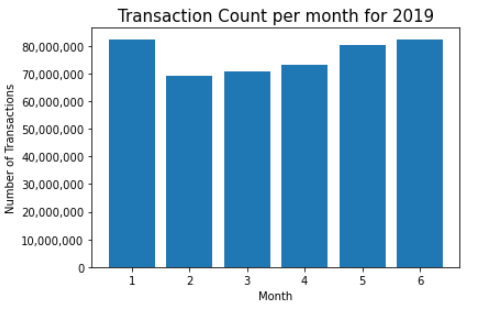 Transaction Count per month for 2019
80,000,000
70,000,000
60,000,000
50,000,000
40,000,000
30,000,000
20,000,000
10,000,000
0
Number of Transactions
1 2 3 4 5 6
Month